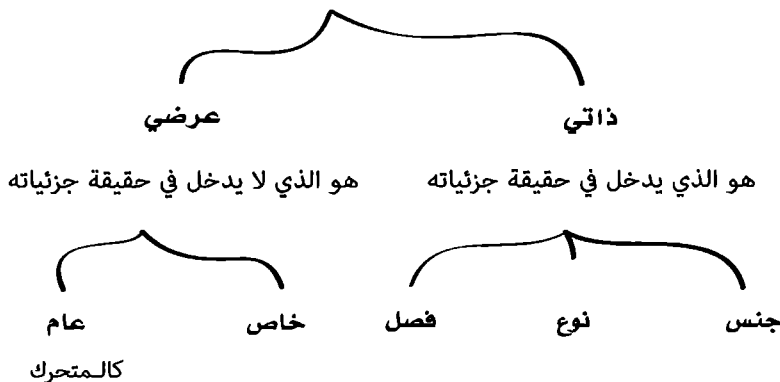 ذاتي
عرضي
هو الذي يدخل في حقيقة جزئياته
هو الذي لا يدخل في حقيقة جزئياته
جنس
نوع
فصل
خاص
عام
كالـمتحرك